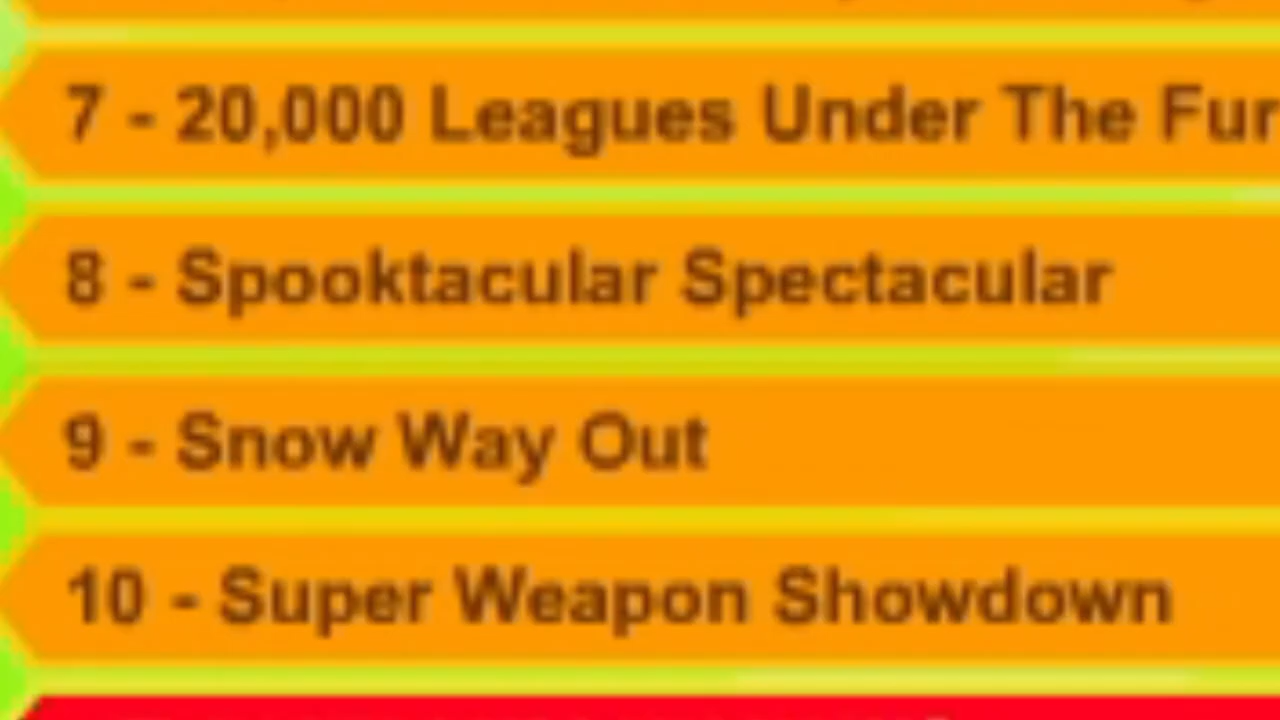 7 - 20,000 Leagues Under The Fur
8 - Spooktacular Spectacular
9 - Snow Way Out
10 - Super Weapon Showdown